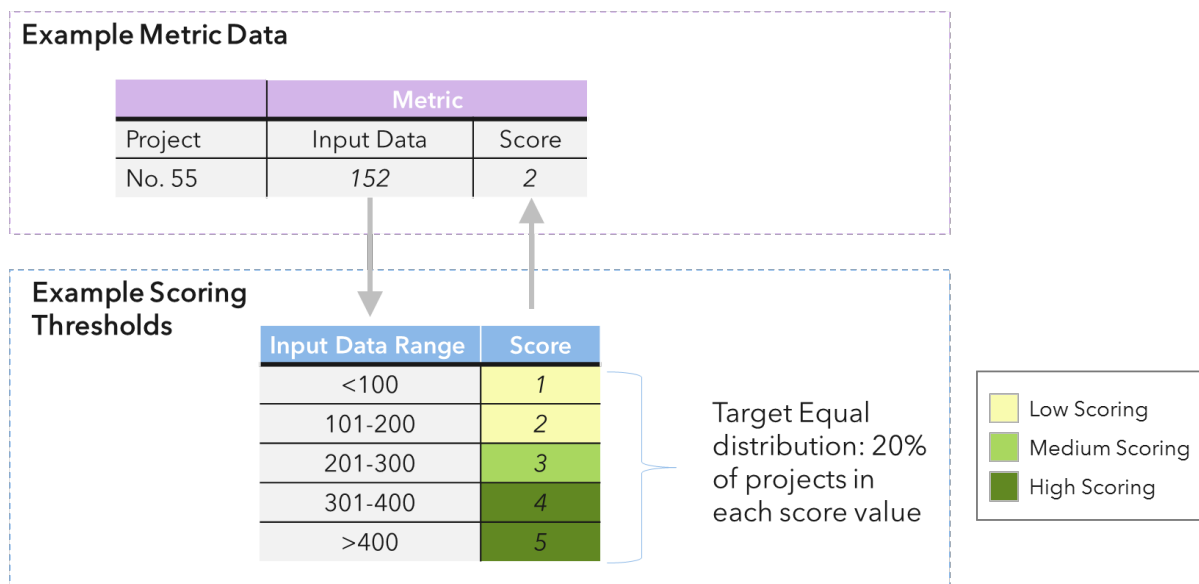 Example Metric Data
Metric
Project Input Data Score
No. 55 152 2
Example Scoring
Thresholds
Input Data Range Score
<100 1
101-200 2
201-300 3
301-400 4
>400 5
Target Equal
distribution: 20%
of projects in
each score value
Low Scoring
Medium Scoring
High Scoring